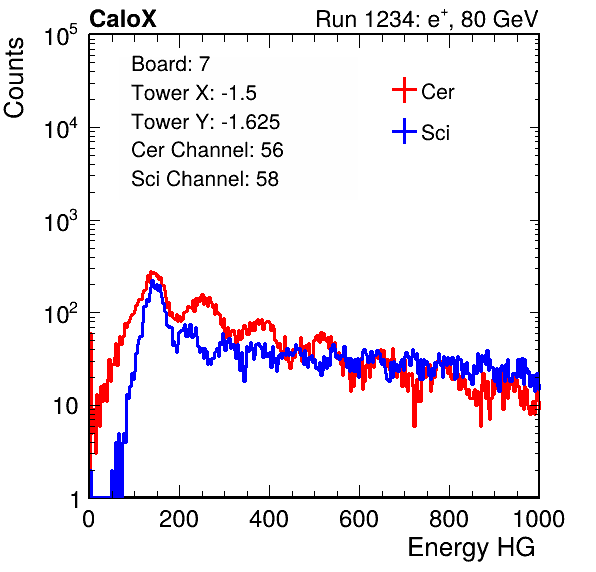 CaloX Run 1234: e⁺, 80 GeV
Counts
10⁵
10⁴
10³
10²
10
1
Board: 7
Tower X: -1.5
Tower Y: -1.625
Cer Channel: 56
Sci Channel: 58
Cer
Sci
0 200 400 600 800 1000
Energy HG